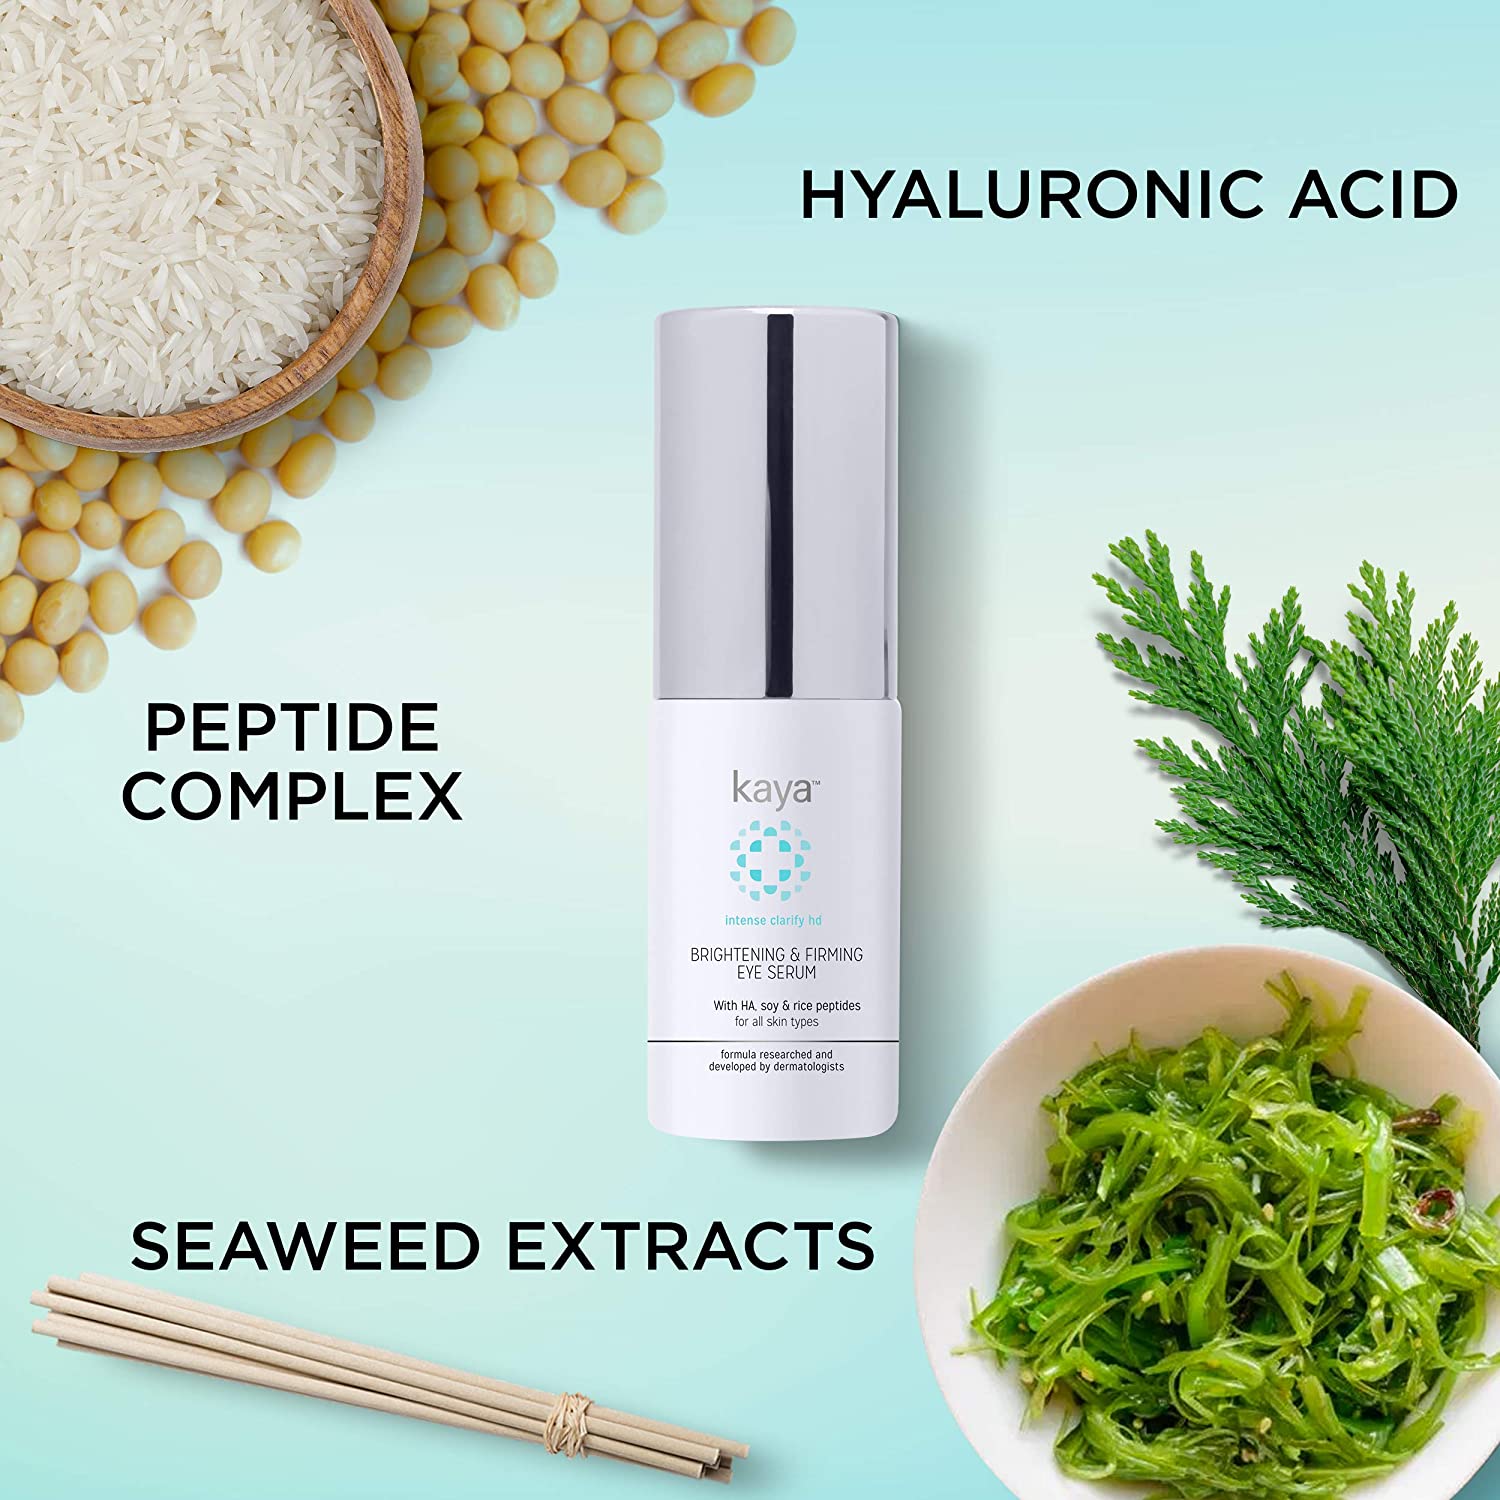 HYALURONIC ACID
PEPTIDE
COMPLEX
kaya™
intense clarify hd
BRIGHTENING & FIRMING
EYE SERUM
With HA, soy & rice peptides
for all skin types
formula researched and
developed by dermatologists
SEAWEED EXTRACTS